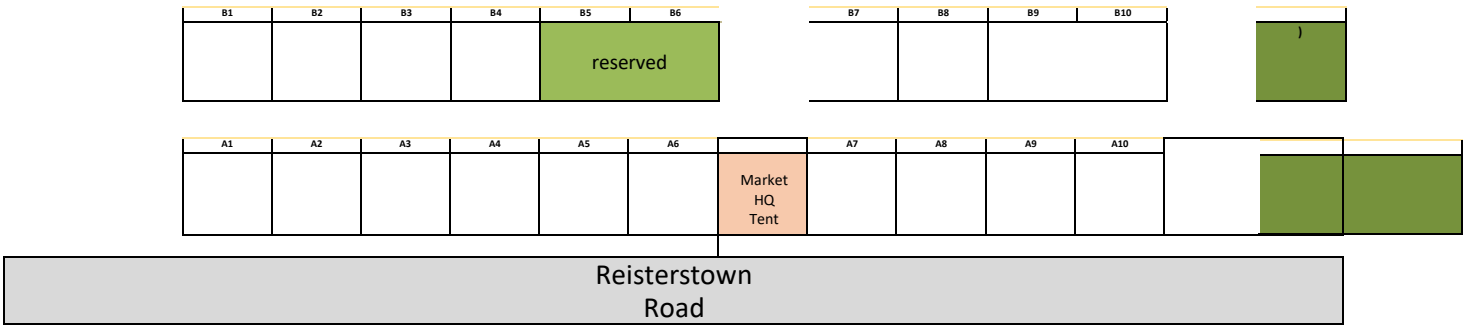 B1 B2 B3 B4 B5 B6 B7 B8 B9 B10
)
reserved
A1 A2 A3 A4 A5 A6 A7 A8 A9 A10
Market
HQ
Tent
Reisterstown
Road